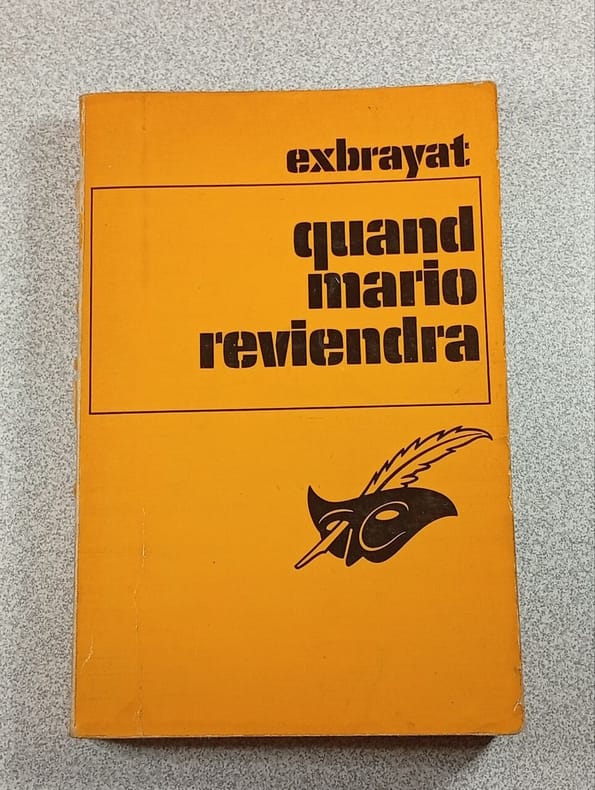 exbrayat
quand
mario
reviendra